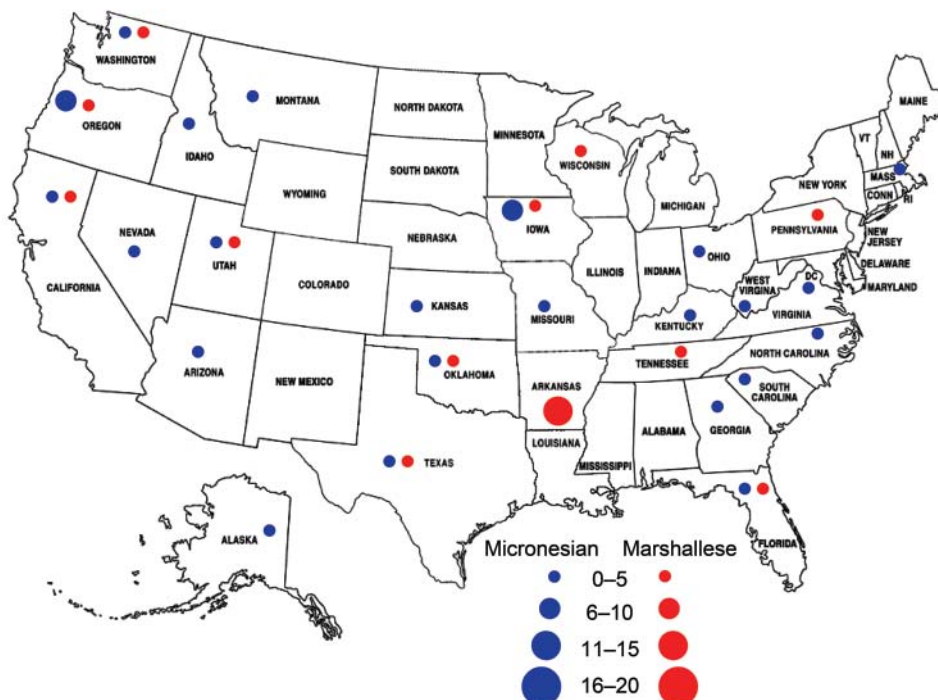 WASHINGTON
MONTANA
NORTH DAKOTA
MINNESOTA
MAINE
OREGON
IDAHO
WISCONSIN
VT
NH
SOUTH DAKOTA
MASS
NEW YORK
WYOMING
MICHIGAN
CONN
RI
NEVADA
IOWA
PENNSYLVANIA
NEW
JERSEY
NEBRASKA
UTAH
OHIO
ILLINOIS
INDIANA
DELAWARE
CALIFORNIA
COLORADO
WEST
VIRGINA
DC
MARYLAND
KANSAS
MISSOURI
VIRGINIA
KENTUCKY
NORTH CAROLINA
TENNESSEE
ARIZONA
NEW MEXICO
OKLAHOMA
ARKANSAS
SOUTH
CAROLINA
GEORGIA
ALABAMA
LOUISIANA
MISSISSIPPI
TEXAS
ALASKA
FLORIDA
Micronesian Marshallese
0–5
6–10
11–15
16–20